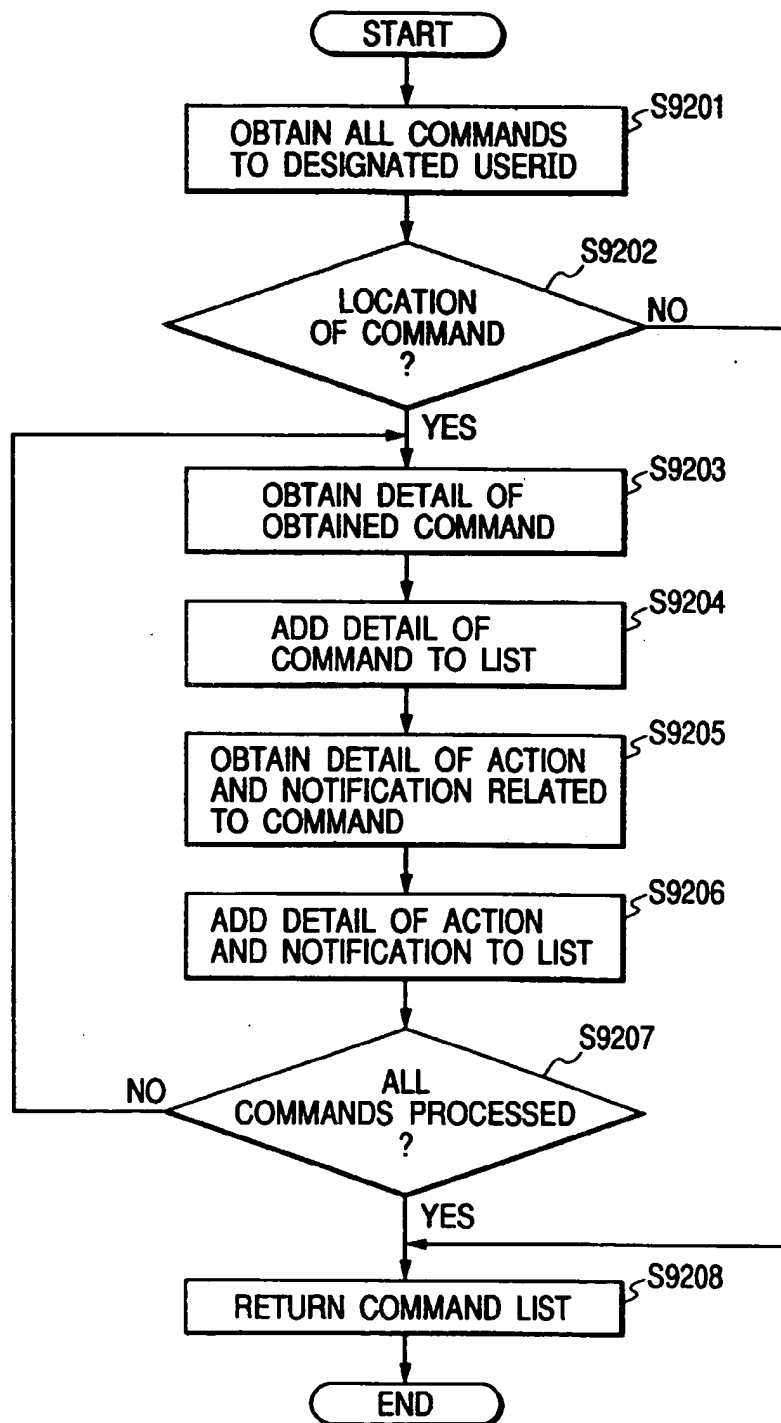 START
S9201
OBTAIN ALL COMMANDS
TO DESIGNATED USERID
S9202
LOCATION
OF COMMAND
?
NO
YES
S9203
OBTAIN DETAIL OF
OBTAINED COMMAND
S9204
ADD DETAIL OF
COMMAND TO LIST
S9205
OBTAIN DETAIL OF ACTION
AND NOTIFICATION RELATED
TO COMMAND
S9206
ADD DETAIL OF ACTION
AND NOTIFICATION TO LIST
S9207
NO
ALL
COMMANDS PROCESSED
?
YES
S9208
RETURN COMMAND LIST
END